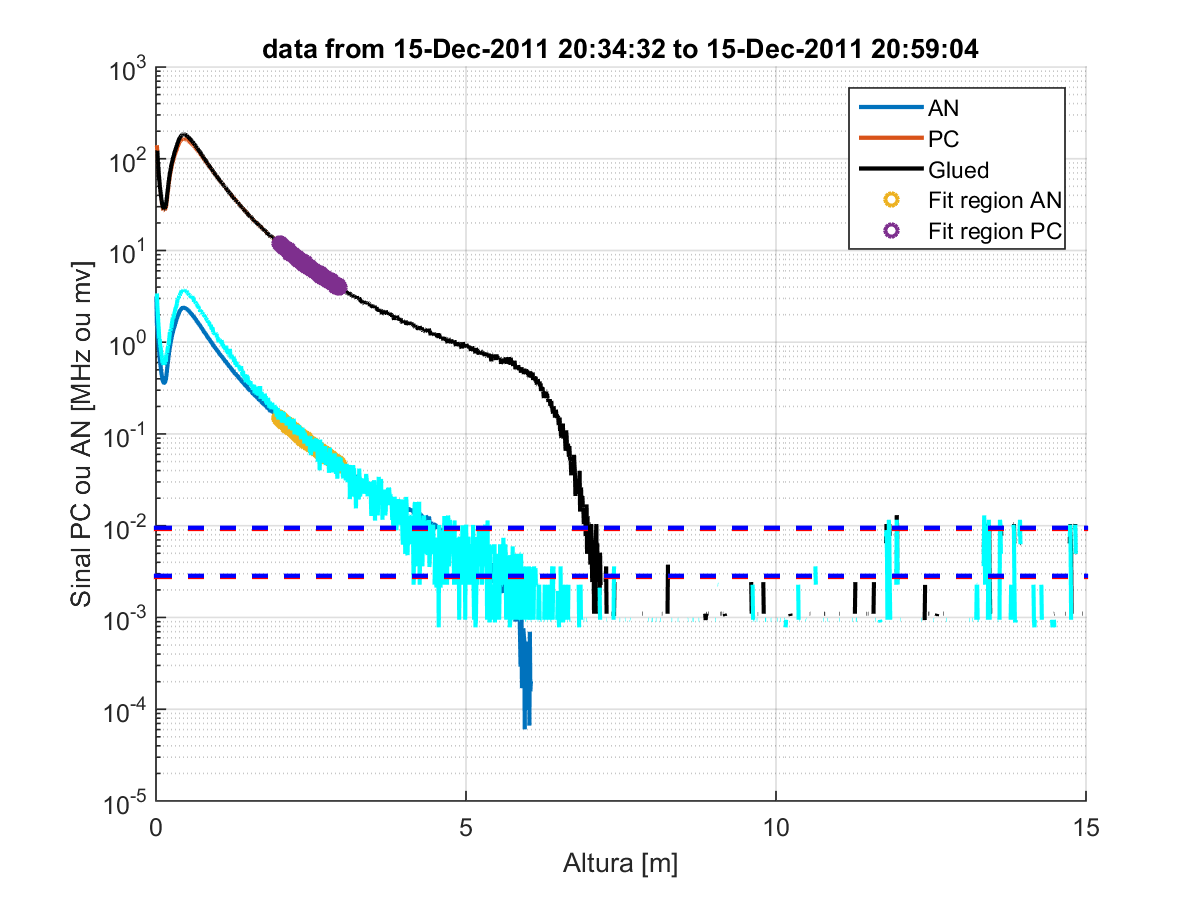 data from 15-Dec-2011 20:34:32 to 15-Dec-2011 20:59:04
AN
PC
Glued
Fit region AN
Fit region PC
Sinal PC ou AN [MHz ou mv]
10^3
10^2
10^1
10^0
10^-1
10^-2
10^-3
10^-4
10^-5
0
5
10
15
Altura [m]